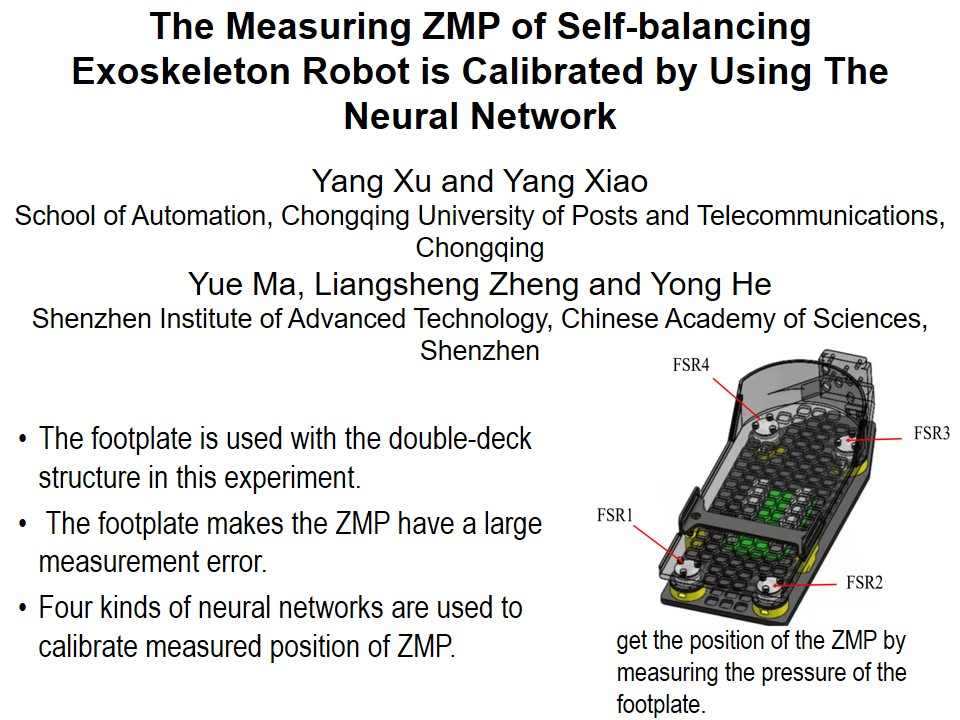 The Measuring ZMP of Self-balancing
Exoskeleton Robot is Calibrated by Using The
Neural Network
Yang Xu and Yang Xiao
School of Automation, Chongqing University of Posts and Telecommunications,
Chongqing
Yue Ma, Liangsheng Zheng and Yong He
Shenzhen Institute of Advanced Technology, Chinese Academy of Sciences,
Shenzhen
• The footplate is used with the double-deck
structure in this experiment.
• The footplate makes the ZMP have a large
measurement error.
• Four kinds of neural networks are used to
calibrate measured position of ZMP.
FSR4
FSR3
FSR1
FSR2
get the position of the ZMP by
measuring the pressure of the
footplate.